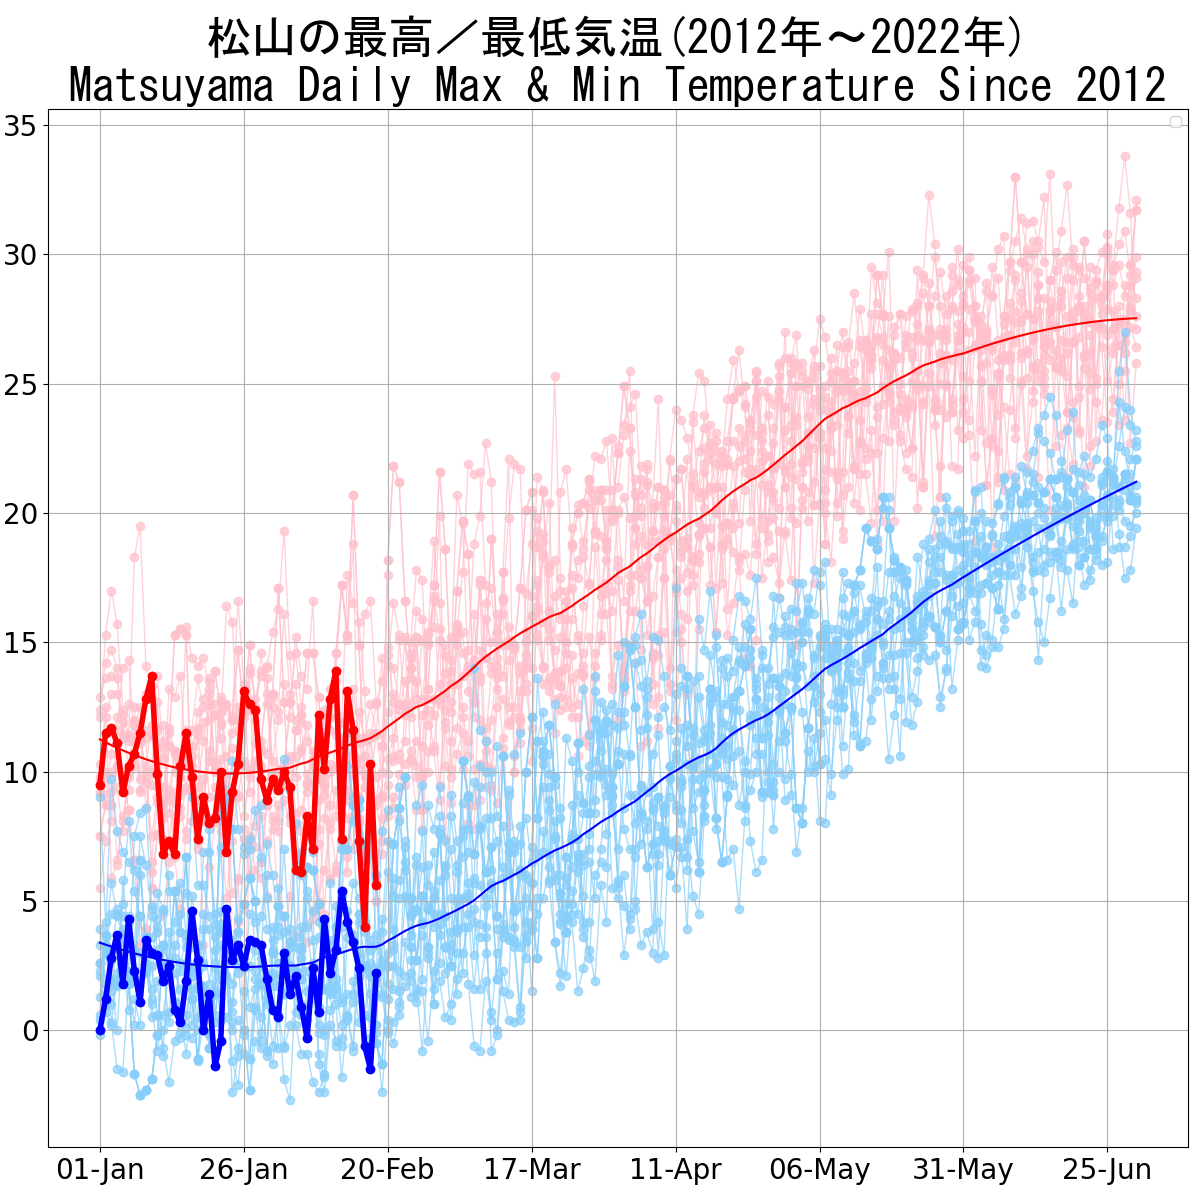 松山の最高／最低気温(2012年～2022年)
Matsuyama Daily Max & Min Temperature Since 2012
35
30
25
20
15
10
5
0
01-Jan 26-Jan 20-Feb 17-Mar 11-Apr 06-May 31-May 25-Jun